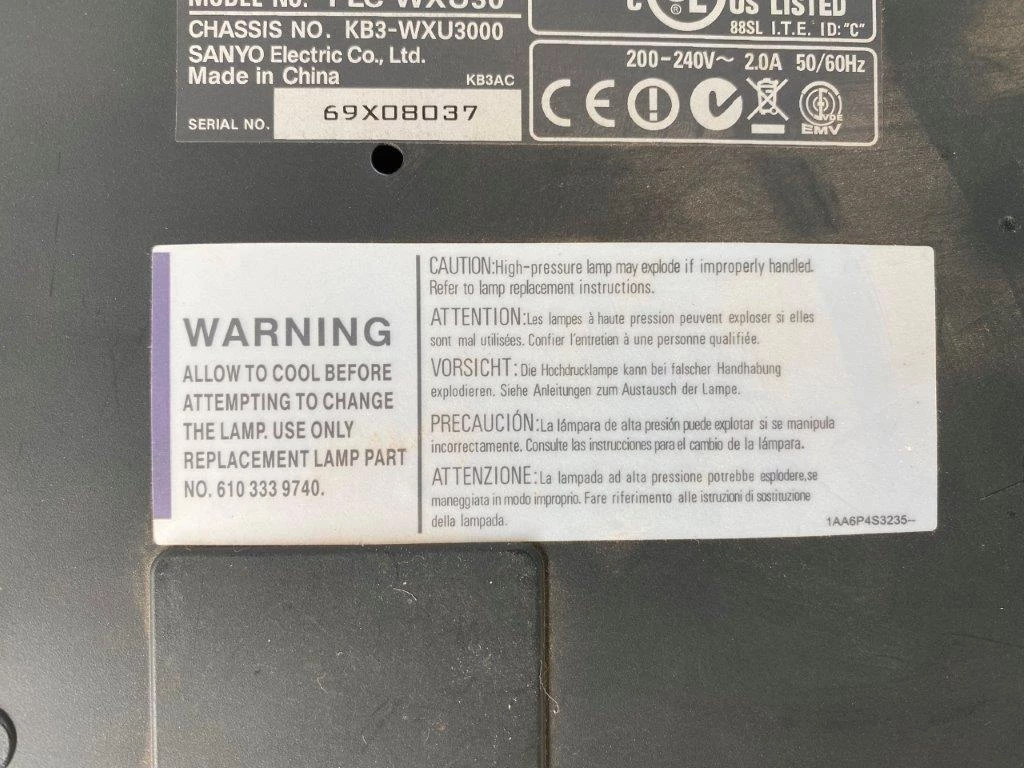 MODEL NO. PLC-WXU30
CHASSIS NO. KB3-WXU3000
SANYO Electric Co., Ltd.
Made in China
KB3AC
SERIAL NO.
69X08037
C UL US LISTED
88SL I.T.E. ID:"C"
200-240V~ 2.0A 50/60Hz
CE
VDE
EMV
WARNING
ALLOW TO COOL BEFORE
ATTEMPTING TO CHANGE
THE LAMP. USE ONLY
REPLACEMENT LAMP PART
NO. 610 333 9740.
CAUTION:High-pressure lamp may explode if improperly handled.
Refer to lamp replacement instructions.
ATTENTION:Les lampes à haute pression peuvent exploser si elles
sont mal utilisées. Confier l'entretien à une personne qualifiée.
VORSICHT: Die Hochdrucklampe kann bei falscher Handhabung
explodieren. Siehe Anleitungen zum Austausch der Lampe.
PRECAUCIÓN:La lámpara de alta presión puede explotar si se manipula
incorrectamente. Consulte las instrucciones para el cambio de la lámpara.
ATTENZIONE:La lampada ad alta pressione potrebbe esplodere,se
maneggiata in modo improprio. Fare riferimento alle istruzioni di sostituzione
della lampada.
1AA6P4S3235--